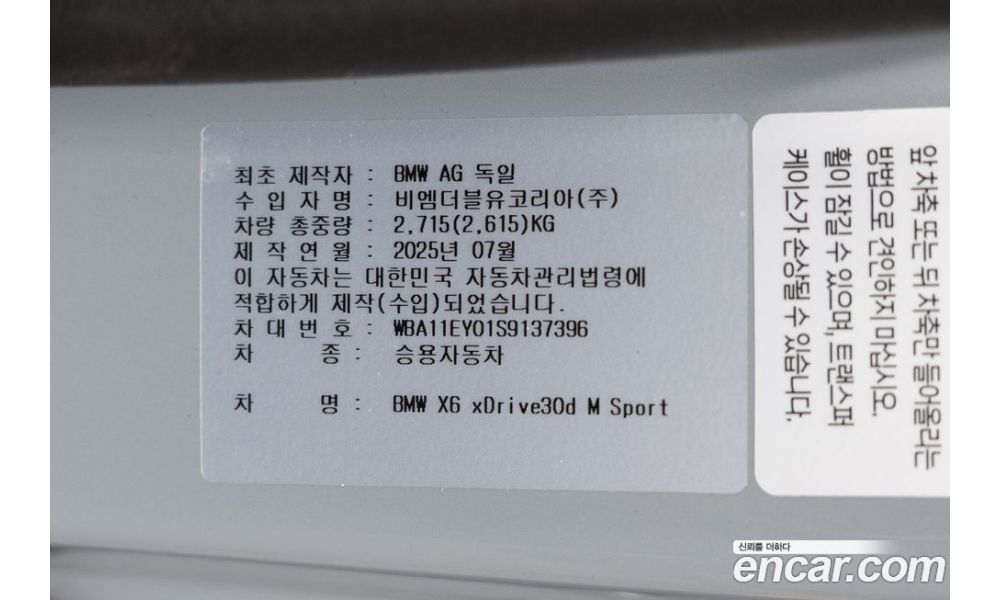 최초 제작자 : BMW AG 독일
수 입 자 명 : 비엠더블유코리아(주)
차량 총중량 : 2,715(2,615)KG
제 작 연 월 : 2025년 07월
이 자동차는 대한민국 자동차관리법령에
적합하게 제작(수입)되었습니다.
차 대 번 호 : WBA11EY01S9137396
차 종 : 승용자동차
차 명 : BMW X6 xDrive30d M Sport
앞 차축 또는 뒤 차축만 들어올리는
방법으로 견인하지 마십시오.
휠이 잠길 수 있으며, 트랜스퍼
케이스가 손상될 수 있습니다.
신뢰를 더하다
encar.com